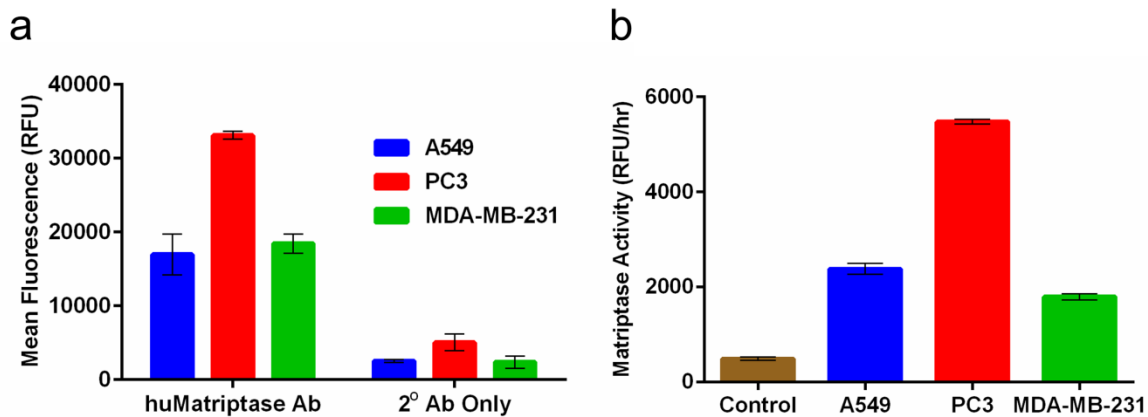 a
Mean Fluorescence (RFU)
40000
30000
20000
10000
0
A549
PC3
MDA-MB-231
huMatriptase Ab
2° Ab Only
b
Matriptase Activity (RFU/hr)
6000
4000
2000
0
Control
A549
PC3
MDA-MB-231